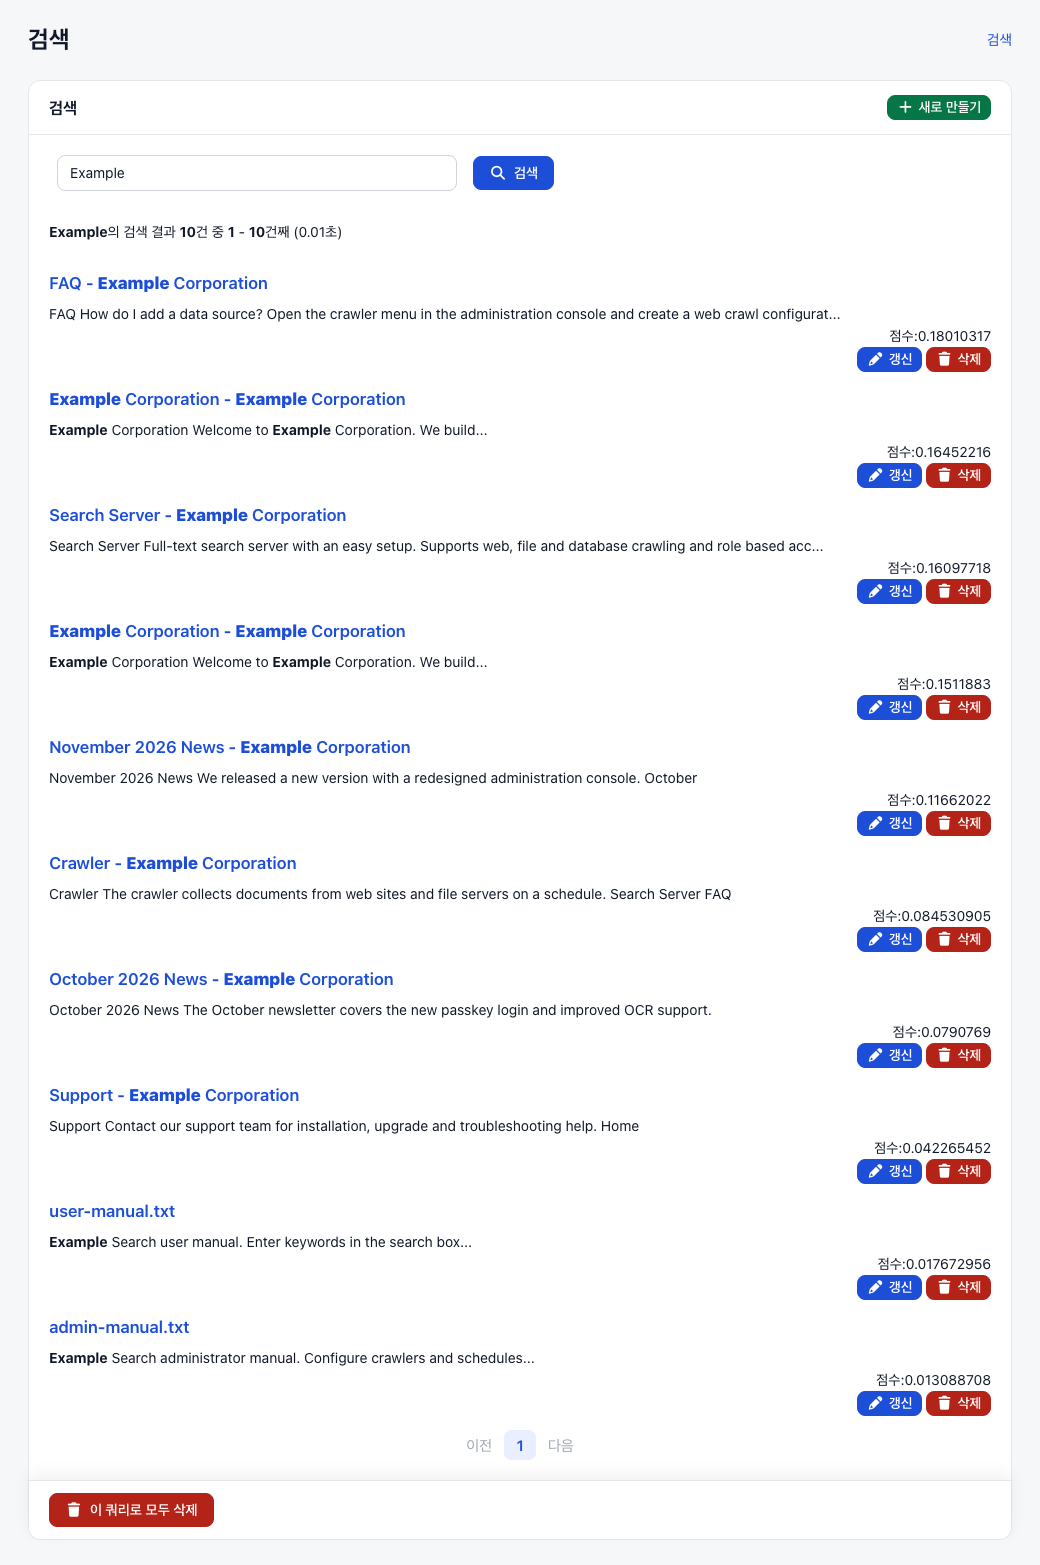 검색
검색
검색
새로 만들기
Example
검색
Example의 검색 결과 10건 중 1 - 10건째 (0.01초)
FAQ - Example Corporation
FAQ How do I add a data source? Open the crawler menu in the administration console and create a web crawl configurat...
점수:0.18010317
갱신 삭제
Example Corporation - Example Corporation
Example Corporation Welcome to Example Corporation. We build...
점수:0.16452216
갱신 삭제
Search Server - Example Corporation
Search Server Full-text search server with an easy setup. Supports web, file and database crawling and role based acc...
점수:0.16097718
갱신 삭제
Example Corporation - Example Corporation
Example Corporation Welcome to Example Corporation. We build...
점수:0.1511883
갱신 삭제
November 2026 News - Example Corporation
November 2026 News We released a new version with a redesigned administration console. October
점수:0.11662022
갱신 삭제
Crawler - Example Corporation
Crawler The crawler collects documents from web sites and file servers on a schedule. Search Server FAQ
점수:0.084530905
갱신 삭제
October 2026 News - Example Corporation
October 2026 News The October newsletter covers the new passkey login and improved OCR support.
점수:0.0790769
갱신 삭제
Support - Example Corporation
Support Contact our support team for installation, upgrade and troubleshooting help. Home
점수:0.042265452
갱신 삭제
user-manual.txt
Example Search user manual. Enter keywords in the search box...
점수:0.017672956
갱신 삭제
admin-manual.txt
Example Search administrator manual. Configure crawlers and schedules...
점수:0.013088708
갱신 삭제
이전 1 다음
이 쿼리로 모두 삭제